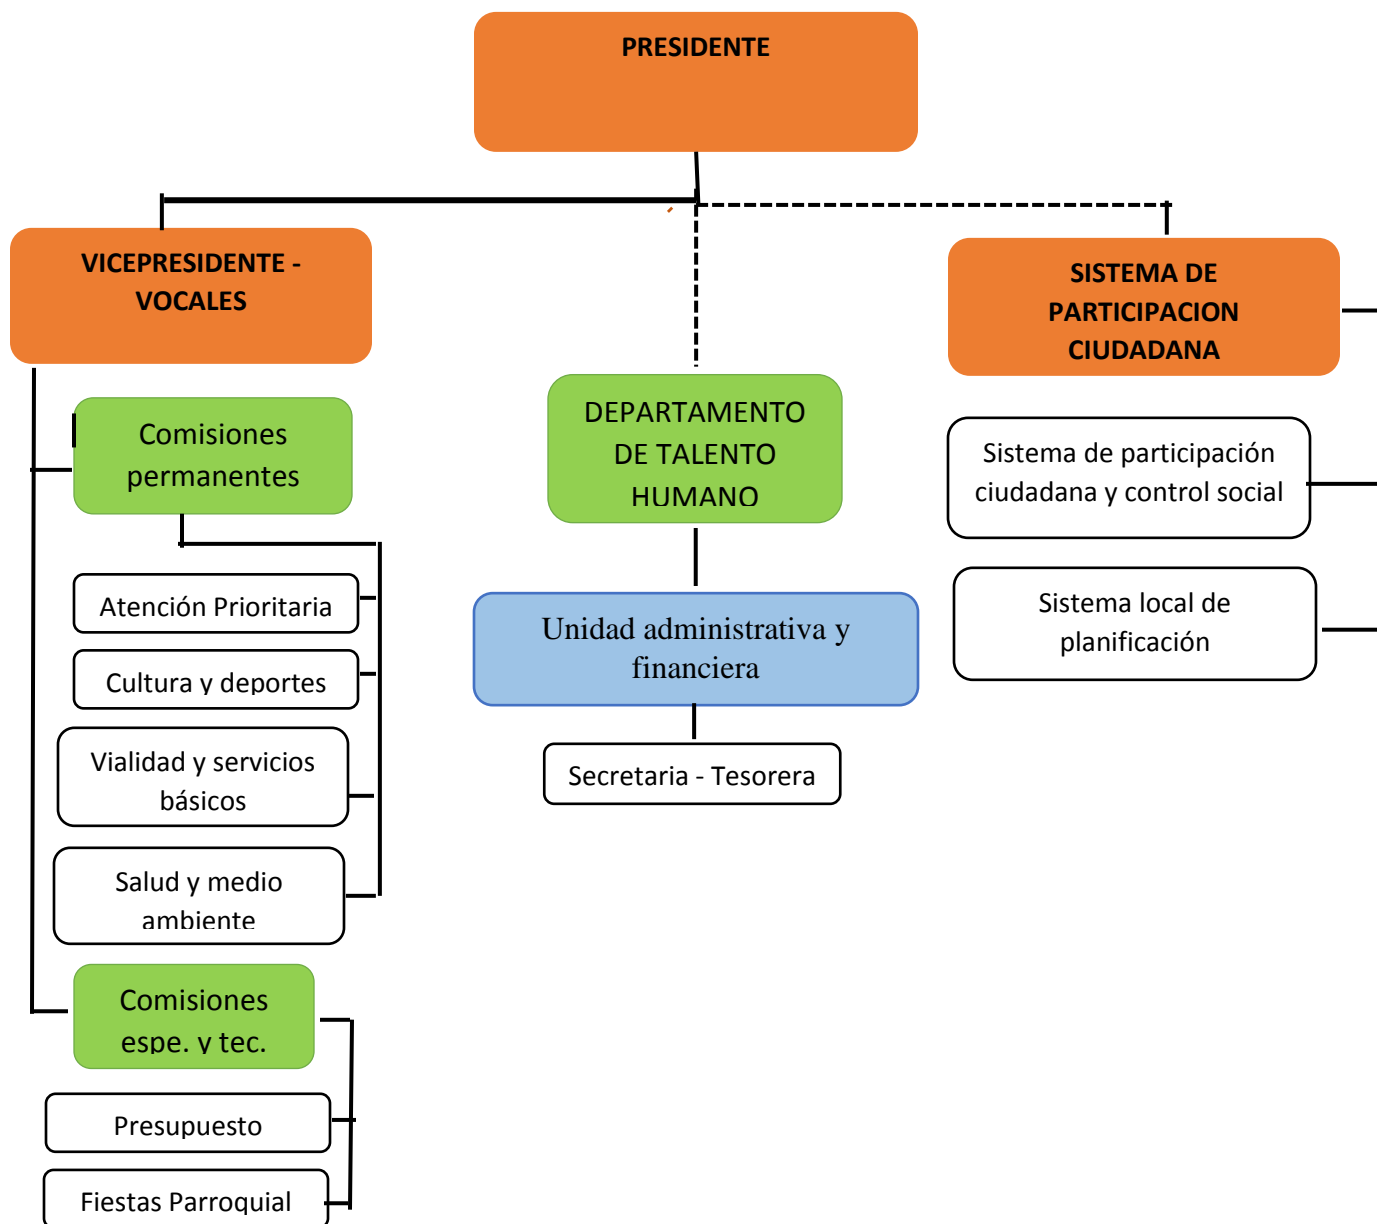 PRESIDENTE
VICEPRESIDENTE -
VOCALES
SISTEMA DE
PARTICIPACION
CIUDADANA
Comisiones
permanentes
Atención Prioritaria
Cultura y deportes
Vialidad y servicios
básicos
Salud y medio
ambiente
Comisiones
espe. y tec.
Presupuesto
Fiestas Parroquial
DEPARTAMENTO
DE TALENTO
HUMANO
Unidad administrativa y
financiera
Secretaria - Tesorera
Sistema de participación
ciudadana y control social
Sistema local de
planificación